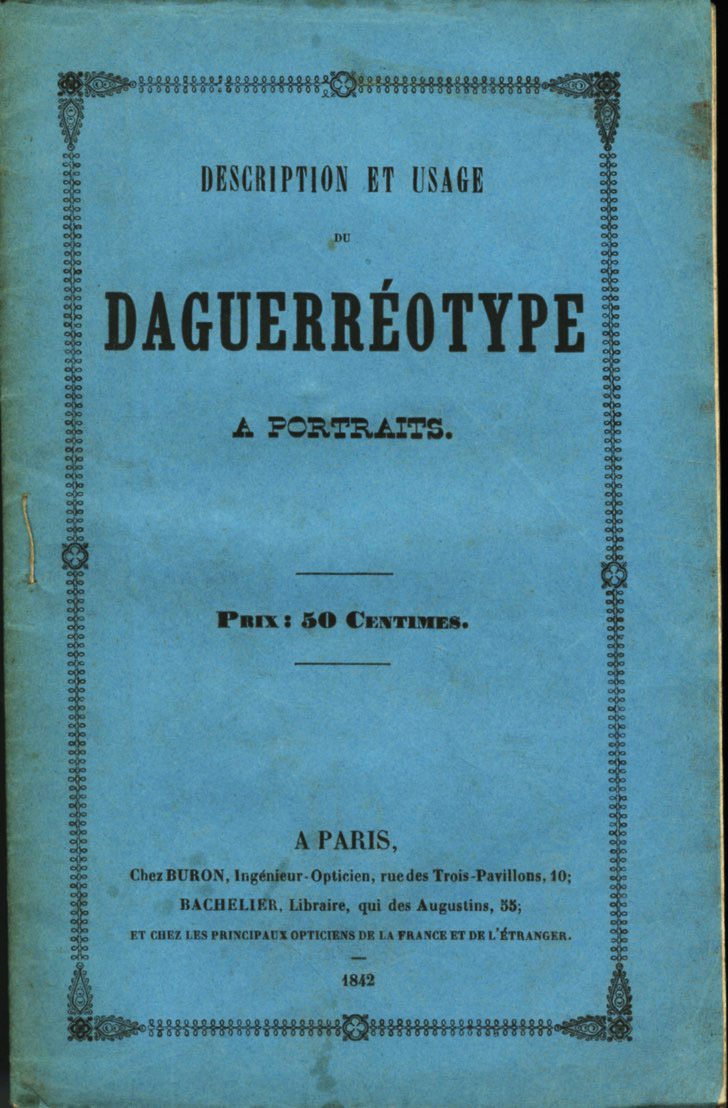 DESCRIPTION ET USAGE
DU
DAGUERRÉOTYPE
A PORTRAITS.
PRIX : 50 CENTIMES.
A PARIS,
Chez BURON, Ingénieur-Opticien, rue des Trois-Pavillons, 10;
BACHELIER, Libraire, qui des Augustins, 55;
ET CHEZ LES PRINCIPAUX OPTICIENS DE LA FRANCE ET DE L'ÉTRANGER.
1842